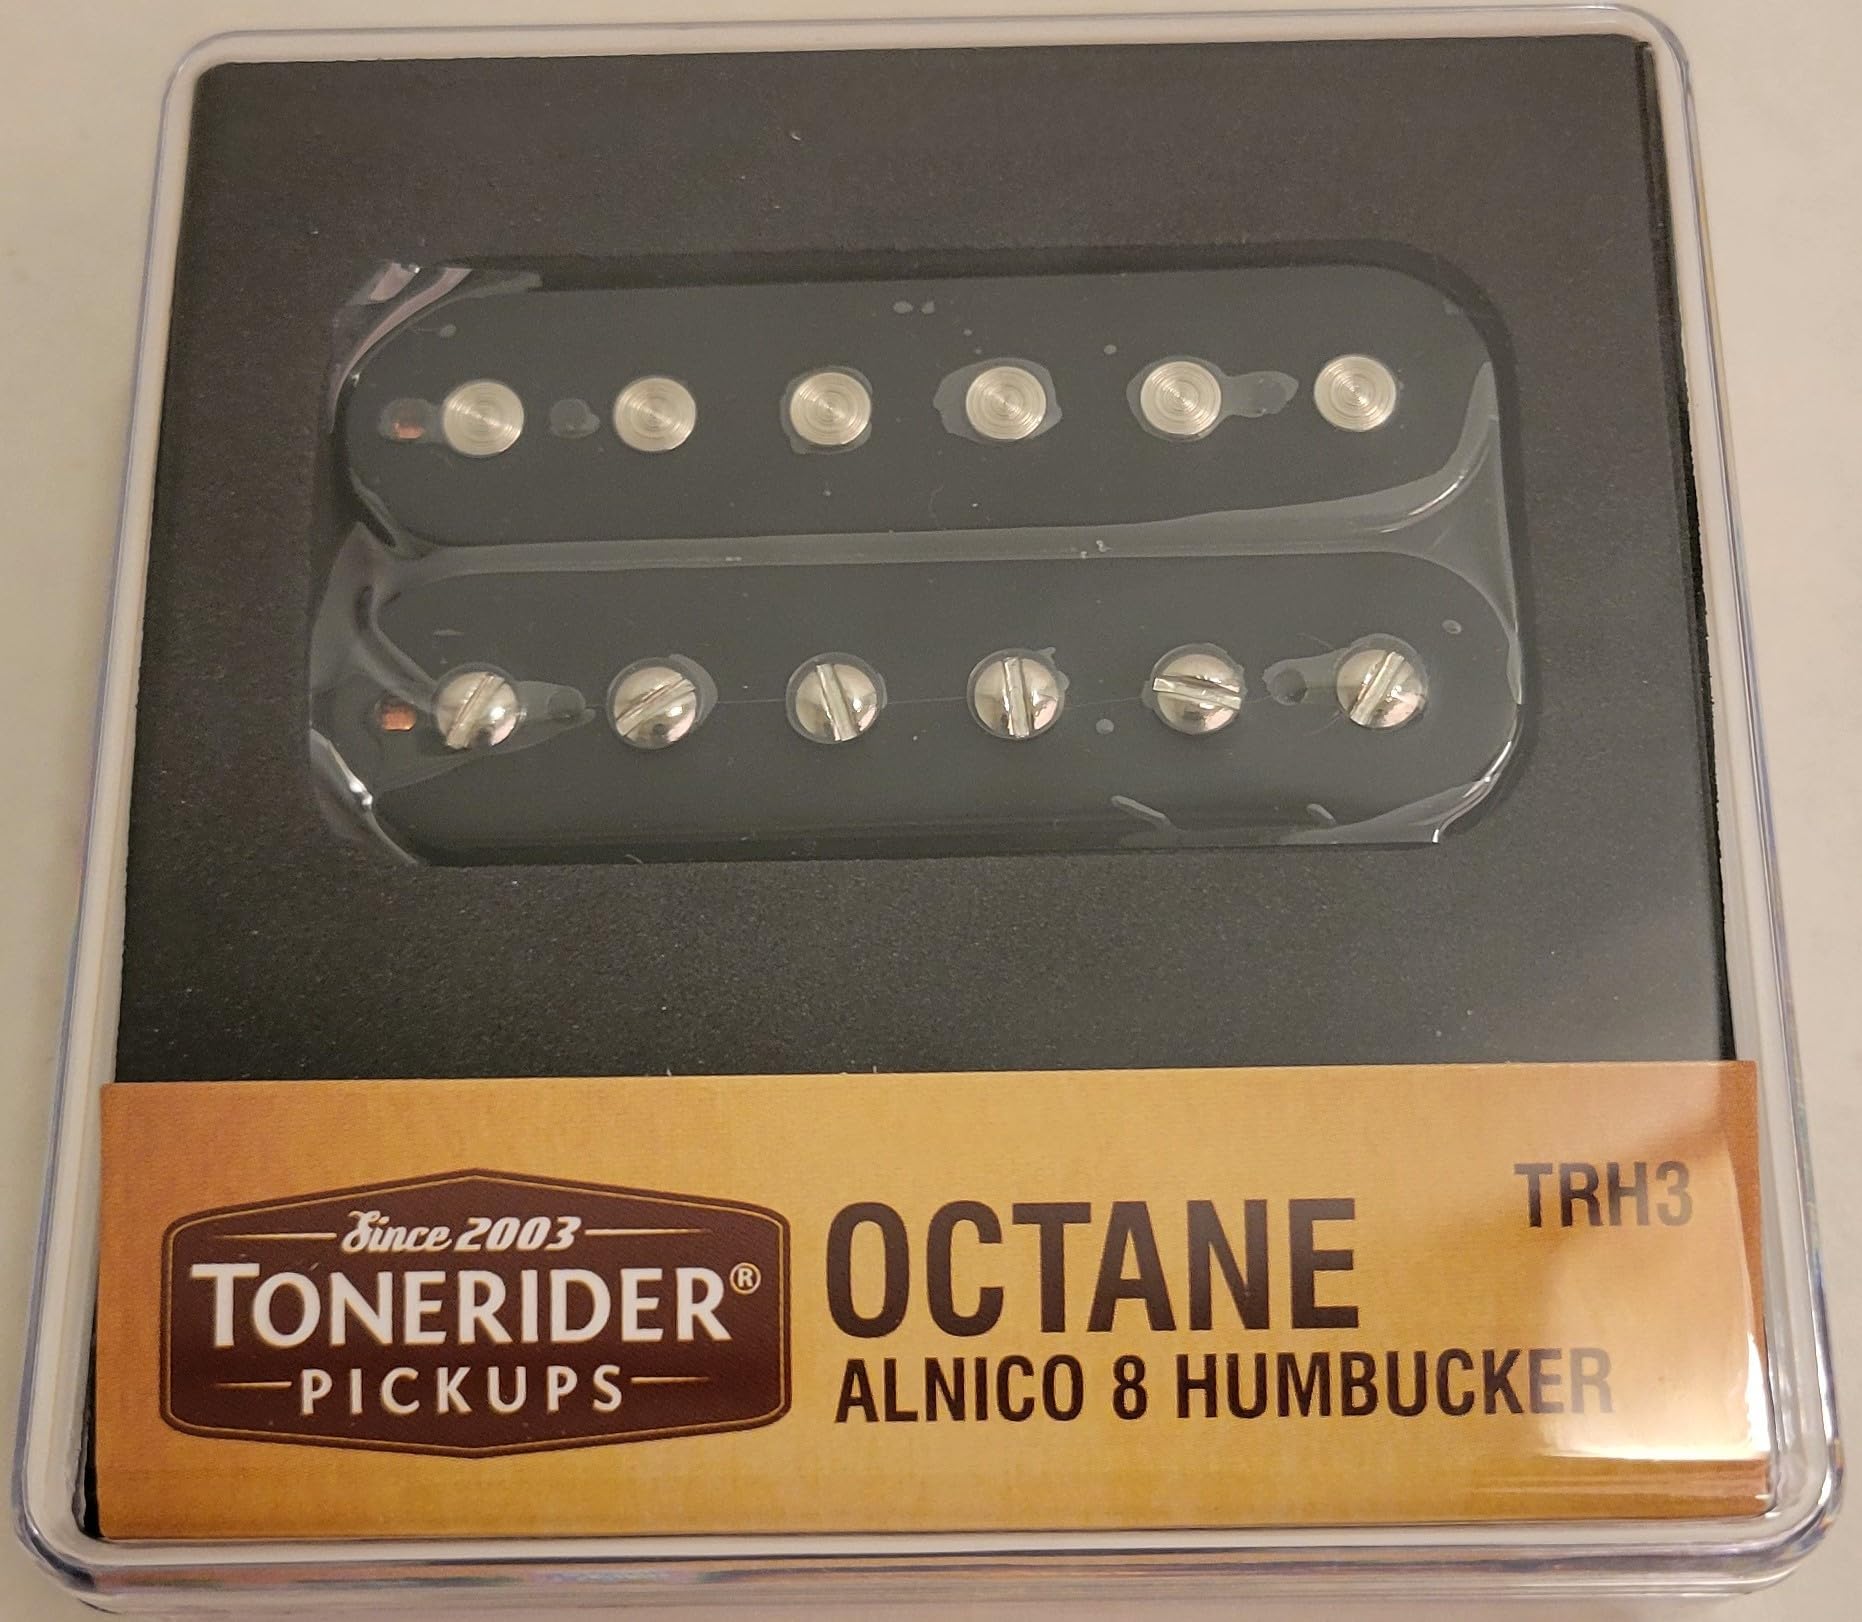 TRH3
Since 2003
TONERIDER®
PICKUPS
OCTANE
ALNICO 8 HUMBUCKER